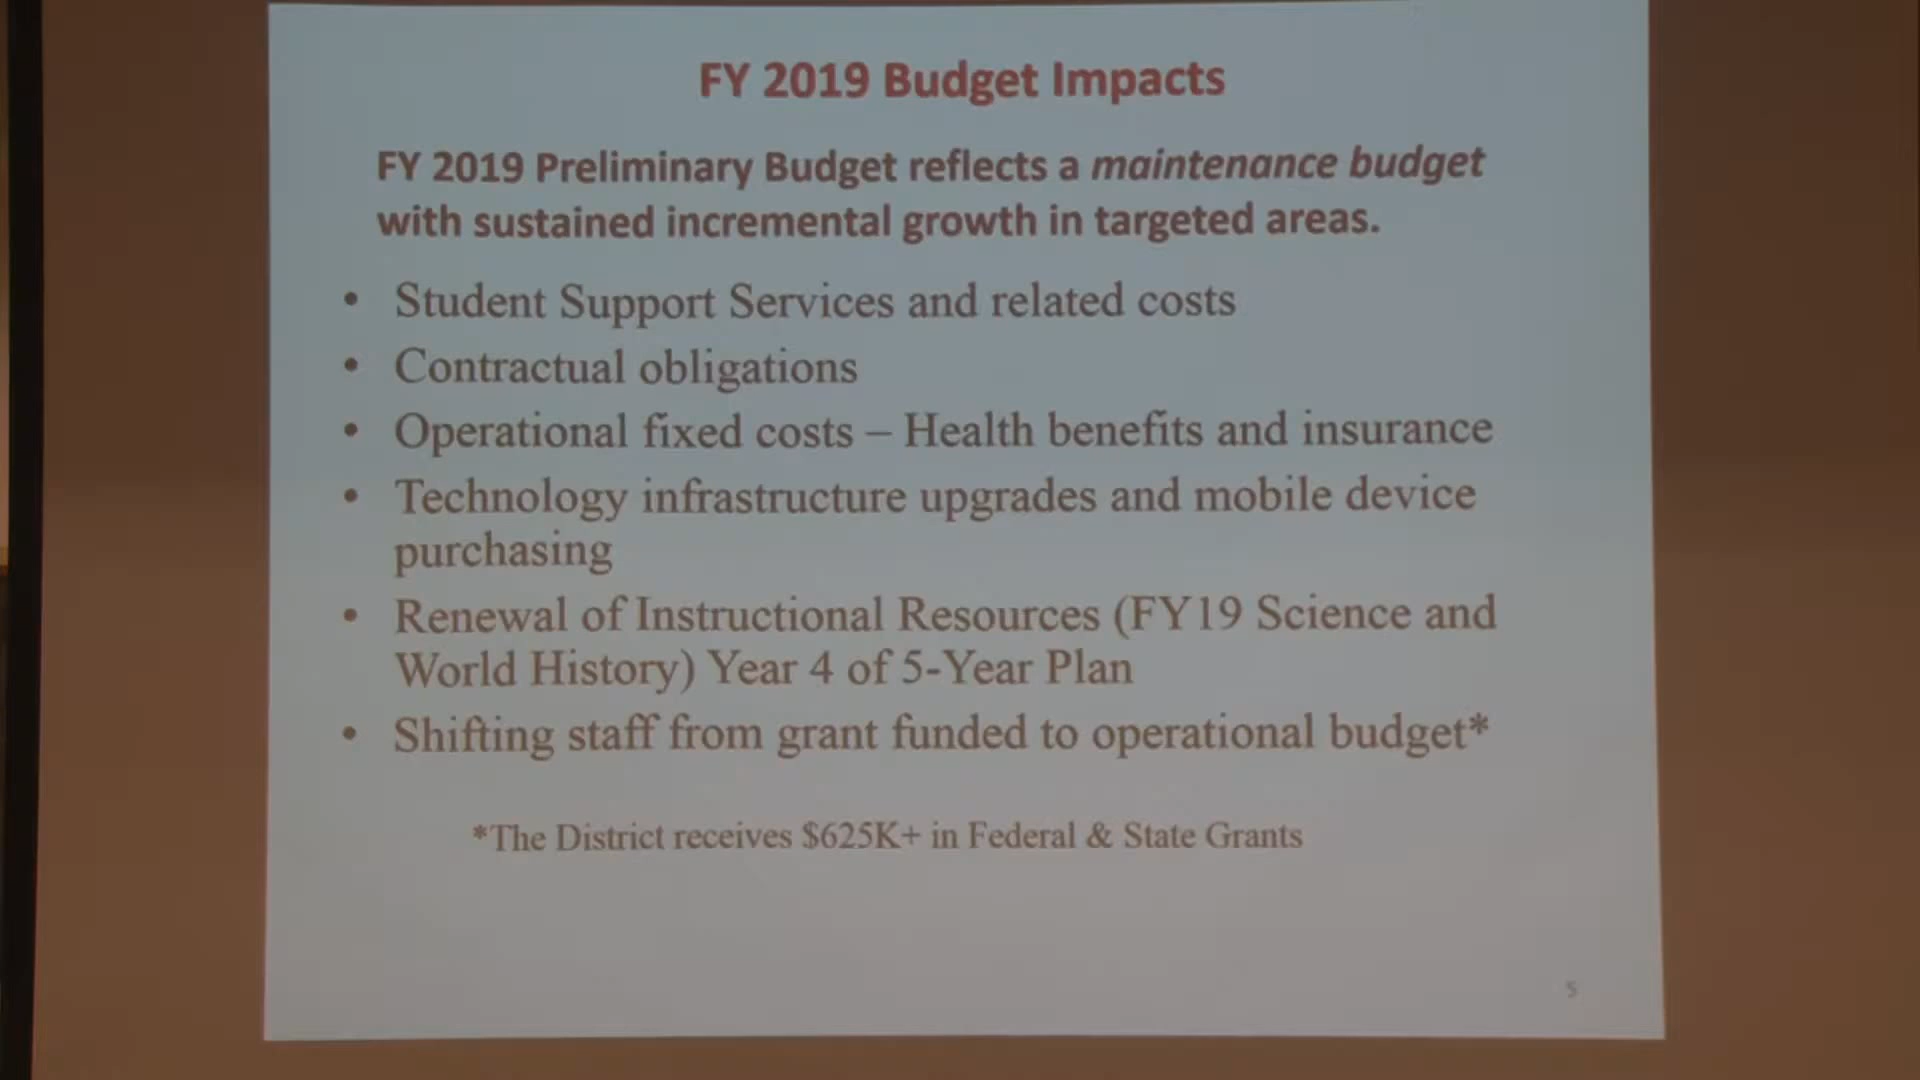 FY 2019 Budget Impacts
FY 2019 Preliminary Budget reflects a maintenance budget
with sustained incremental growth in targeted areas.
• Student Support Services and related costs
• Contractual obligations
• Operational fixed costs – Health benefits and insurance
• Technology infrastructure upgrades and mobile device
purchasing
• Renewal of Instructional Resources (FY19 Science and
World History) Year 4 of 5-Year Plan
• Shifting staff from grant funded to operational budget*
*The District receives $625K+ in Federal & State Grants
5